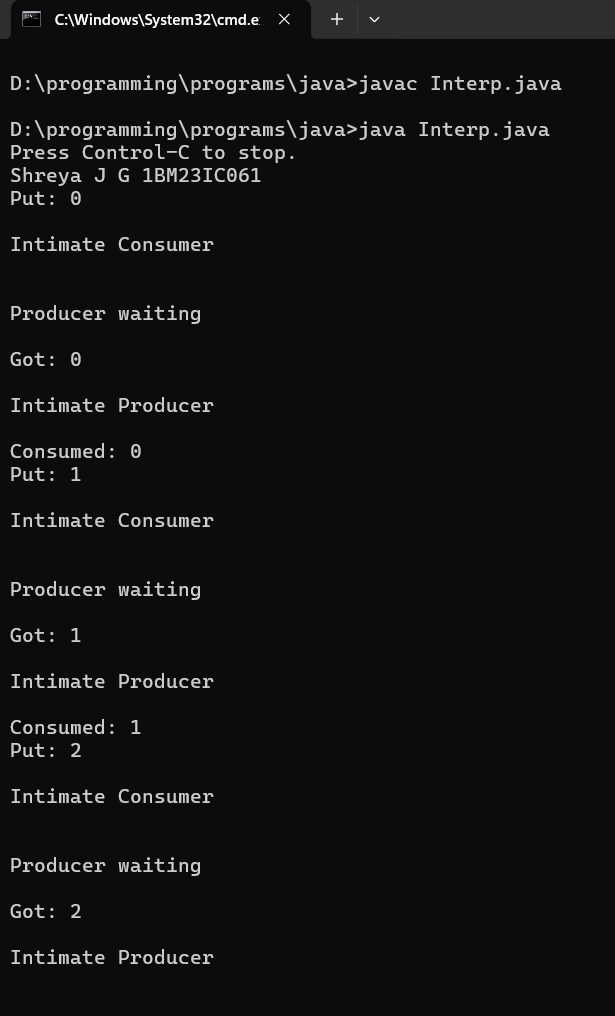 C:\Windows\System32\cmd.e
D:\programming\programs\java>javac Interp.java
D:\programming\programs\java>java Interp.java
Press Control-C to stop.
Shreya J G 1BM23IC061
Put: 0
Intimate Consumer
Producer waiting
Got: 0
Intimate Producer
Consumed: 0
Put: 1
Intimate Consumer
Producer waiting
Got: 1
Intimate Producer
Consumed: 1
Put: 2
Intimate Consumer
Producer waiting
Got: 2
Intimate Producer